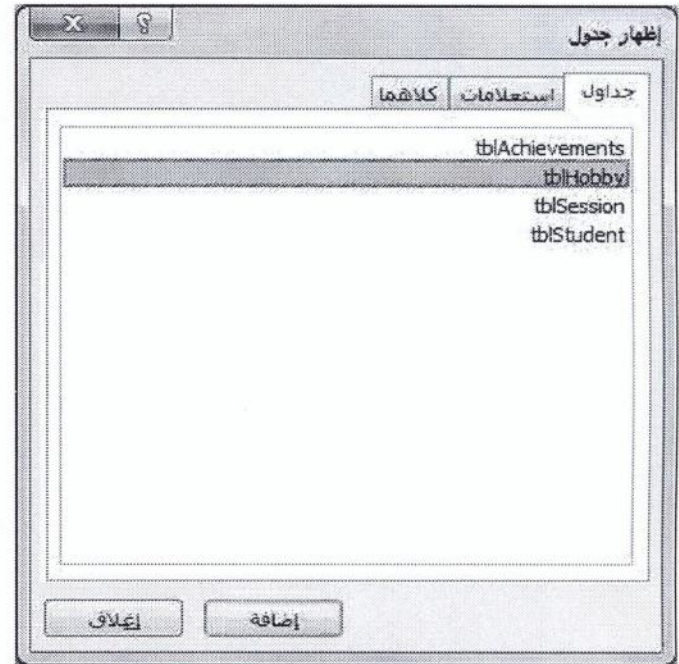 إظهار جدول
جداول استعلامات كلاهما
tblAchievements
tblHobby
tblSession
tblStudent
إضافة إغلاق